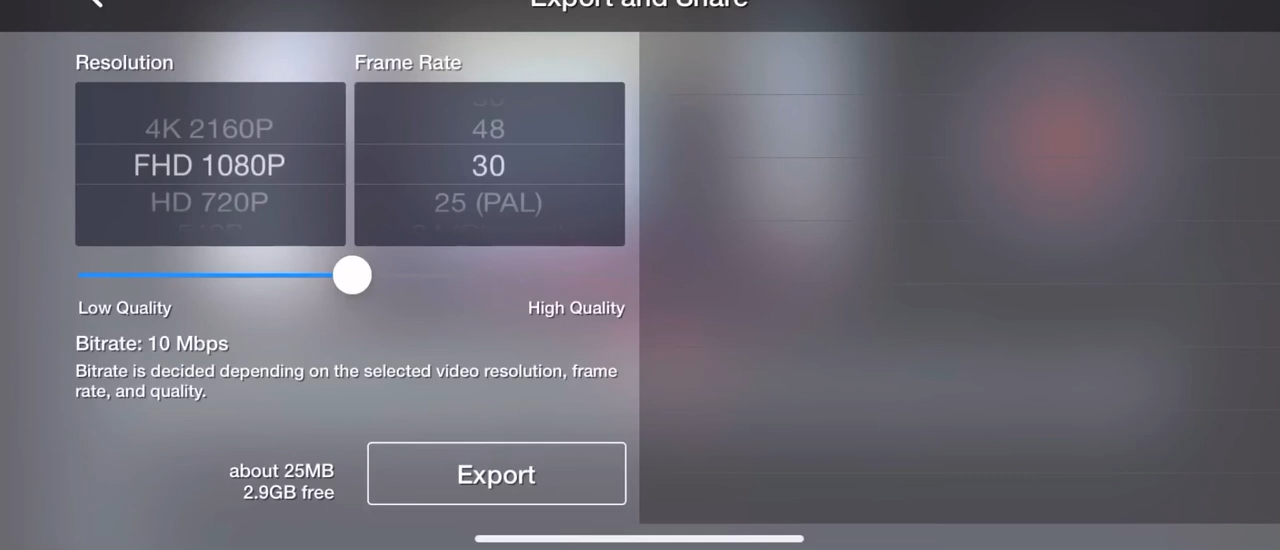 Export and Share
Resolution
Frame Rate
4K 2160P
FHD 1080P
HD 720P
48
30
25 (PAL)
Low Quality
High Quality
Bitrate: 10 Mbps
Bitrate is decided depending on the selected video resolution, frame
rate, and quality.
about 25MB
2.9GB free
Export